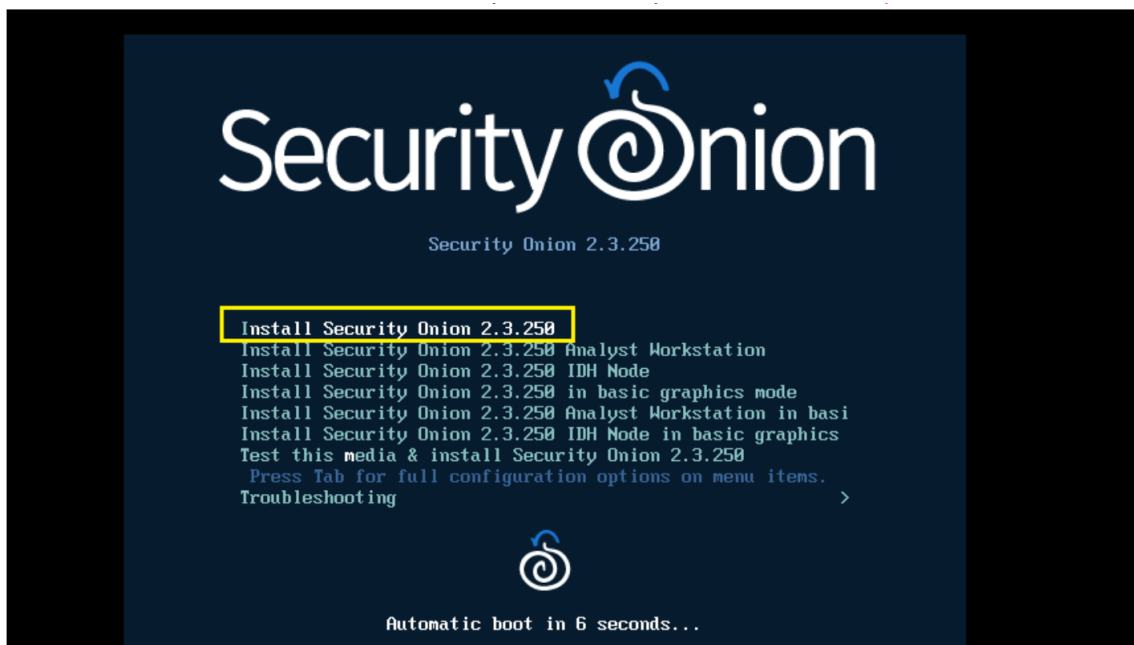 Security Onion
Security Onion 2.3.250
Install Security Onion 2.3.250
Install Security Onion 2.3.250 Analyst Workstation
Install Security Onion 2.3.250 IDH Node
Install Security Onion 2.3.250 in basic graphics mode
Install Security Onion 2.3.250 Analyst Workstation in basi
Install Security Onion 2.3.250 IDH Node in basic graphics
Test this media & install Security Onion 2.3.250
Press Tab for full configuration options on menu items.
Troubleshooting >
Automatic boot in 6 seconds...